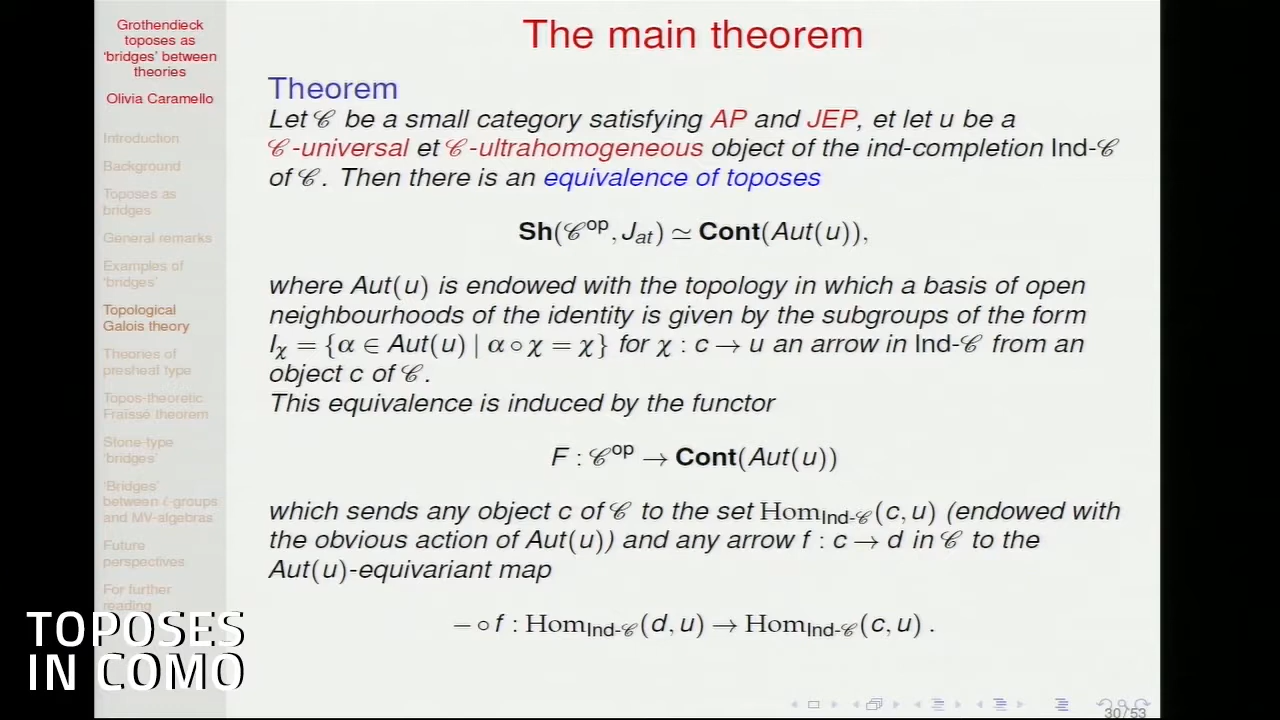 Grothendieck
toposes as
'bridges' between
theories
Olivia Caramello
Introduction
Background
Toposes as
bridges
General remarks
Examples of
'bridges'
Topological
Galois theory
Theories of
presheaf type
Topos-theoretic
Fraïssé theorem
Stone-type
'bridges'
'Bridges'
between ℓ-groups
and MV-algebras
Future
perspectives
For further
reading
TOPOSES
IN COMO
The main theorem
Theorem
Let 𝒞 be a small category satisfying AP and JEP, et let u be a
𝒞-universal et 𝒞-ultrahomogeneous object of the ind-completion Ind-𝒞
of 𝒞. Then there is an equivalence of toposes
Sh(𝒞^op, J_at) ≃ Cont(Aut(u)),
where Aut(u) is endowed with the topology in which a basis of open
neighbourhoods of the identity is given by the subgroups of the form
I_χ = {α ∈ Aut(u) | α ∘ χ = χ} for χ : c → u an arrow in Ind-𝒞 from an
object c of 𝒞.
This equivalence is induced by the functor
F : 𝒞^op → Cont(Aut(u))
which sends any object c of 𝒞 to the set Hom_Ind-𝒞(c, u) (endowed with
the obvious action of Aut(u)) and any arrow f : c → d in 𝒞 to the
Aut(u)-equivariant map
− ∘ f : Hom_Ind-𝒞(d, u) → Hom_Ind-𝒞(c, u) .
30/53